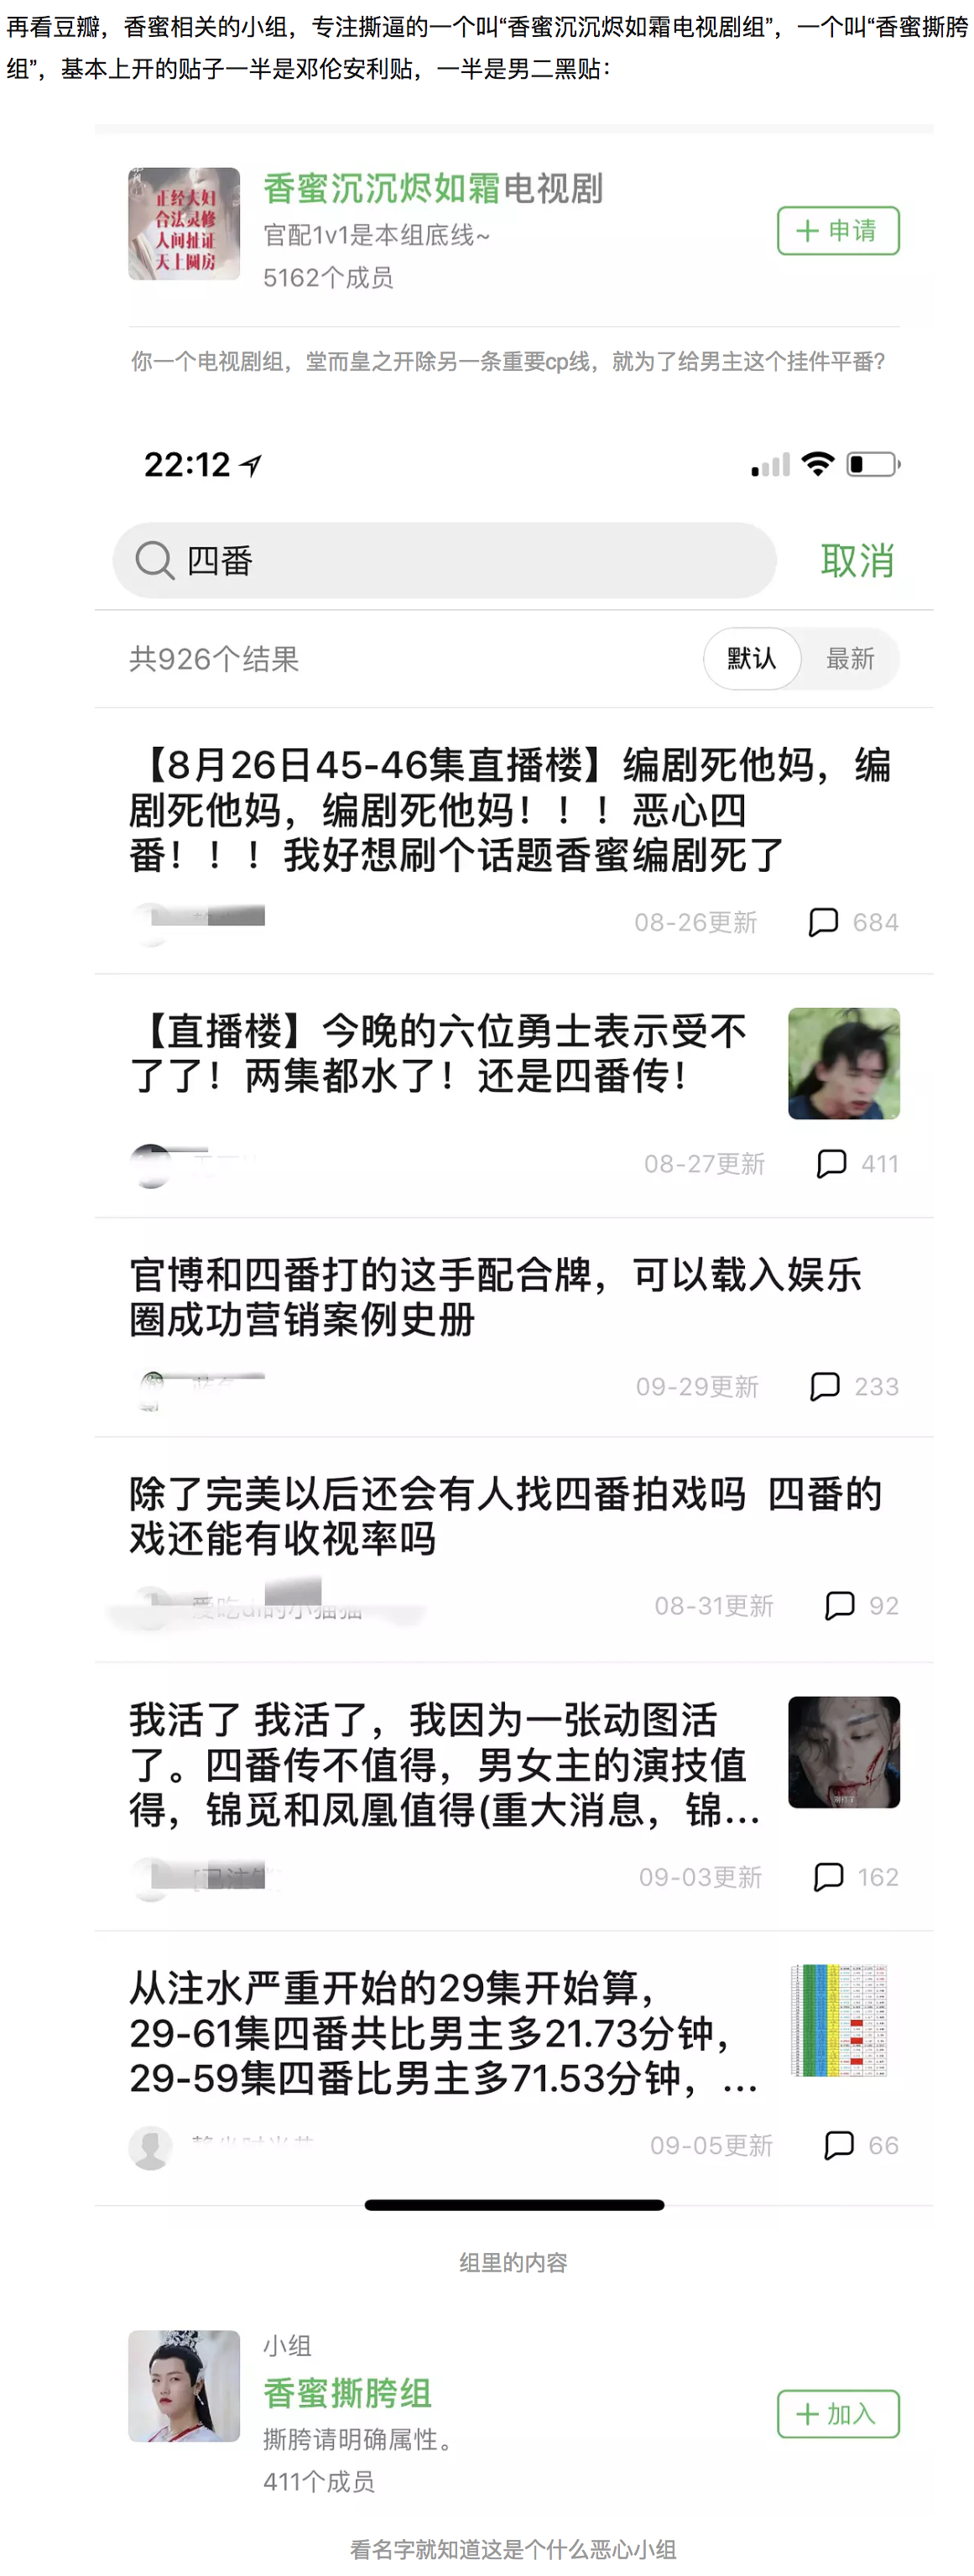 再看豆瓣，香蜜相关的小组，专注撕逼的一个叫“香蜜沉沉烬如霜电视剧组”，一个叫“香蜜撕胯
组”，基本上开的贴子一半是邓伦安利贴，一半是男二黑贴：
正经夫妇
合法灵修
人间扯证
天上圆房
香蜜沉沉烬如霜电视剧
官配1v1是本组底线~
5162个成员
＋ 申请
你一个电视剧组，堂而皇之开除另一条重要cp线，就为了给男主这个挂件平番？
22:12
四番
取消
共926个结果
默认
最新
【8月26日45-46集直播楼】编剧死他妈，编
剧死他妈，编剧死他妈！！！恶心四
番！！！我好想刷个话题香蜜编剧死了
08-26更新
684
【直播楼】今晚的六位勇士表示受不
了了！两集都水了！还是四番传！
08-27更新
411
官博和四番打的这手配合牌，可以载入娱乐
圈成功营销案例史册
09-29更新
233
除了完美以后还会有人找四番拍戏吗 四番的
戏还能有收视率吗
08-31更新
92
我活了 我活了，我因为一张动图活
了。四番传不值得，男女主的演技值
得，锦觅和凤凰值得(重大消息，锦...
09-03更新
162
从注水严重开始的29集开始算，
29-61集四番共比男主多21.73分钟，
29-59集四番比男主多71.53分钟，...
09-05更新
66
组里的内容
小组
香蜜撕胯组
撕胯请明确属性。
411个成员
＋ 加入
看名字就知道这是个什么恶心小组